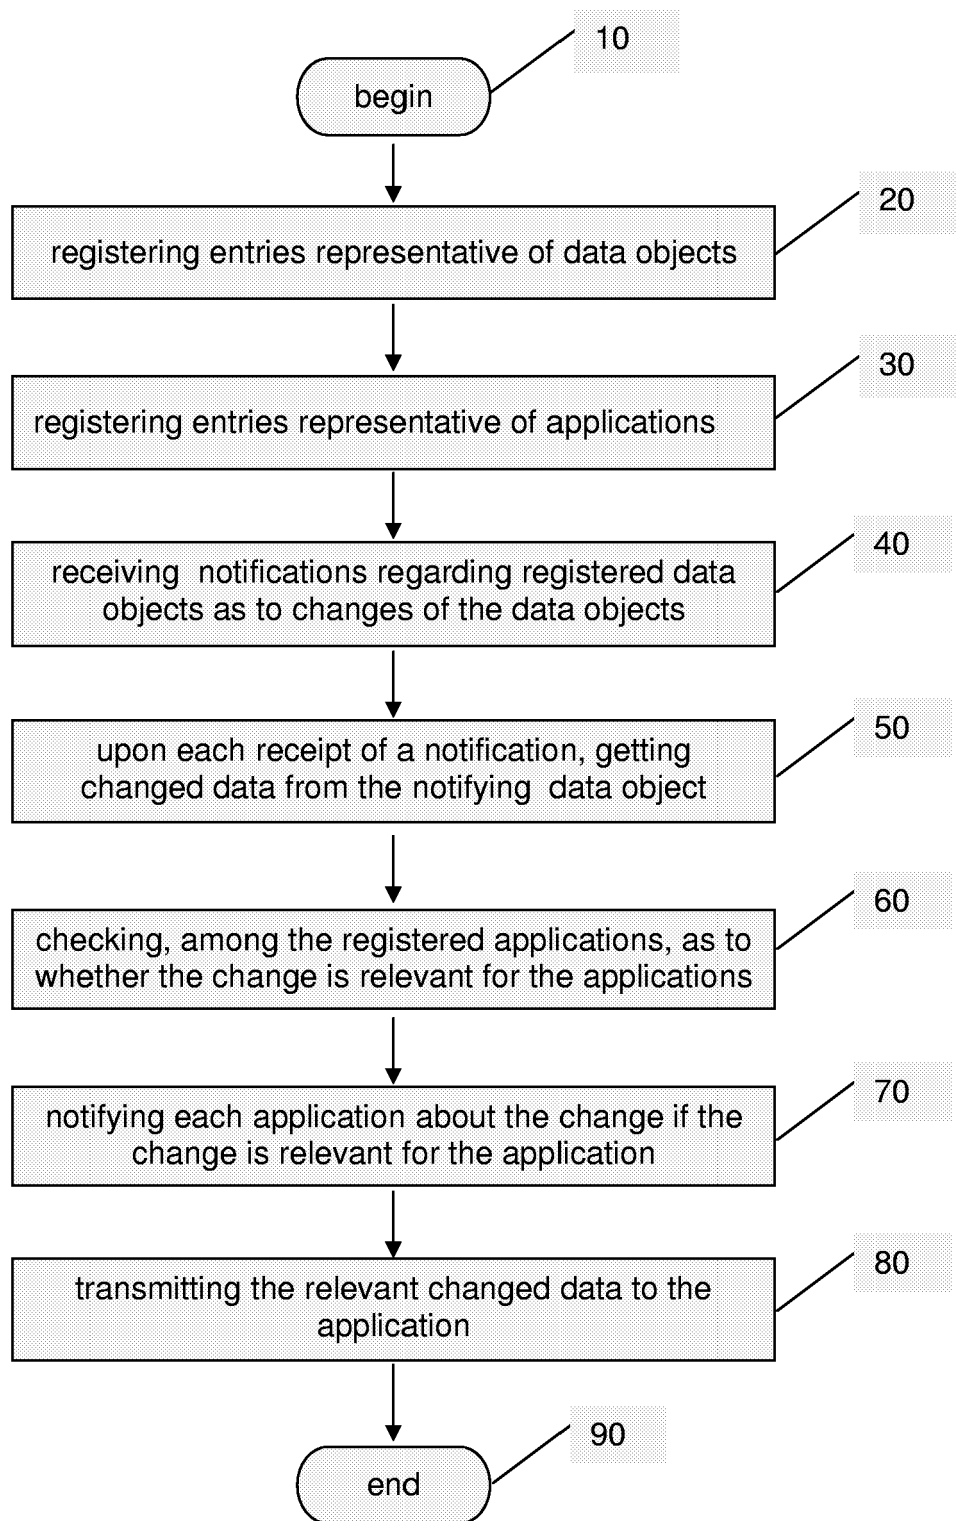 10
begin
20
registering entries representative of data objects
30
registering entries representative of applications
40
receiving notifications regarding registered data
objects as to changes of the data objects
50
upon each receipt of a notification, getting
changed data from the notifying data object
60
checking, among the registered applications, as to
whether the change is relevant for the applications
70
notifying each application about the change if the
change is relevant for the application
80
transmitting the relevant changed data to the
application
90
end